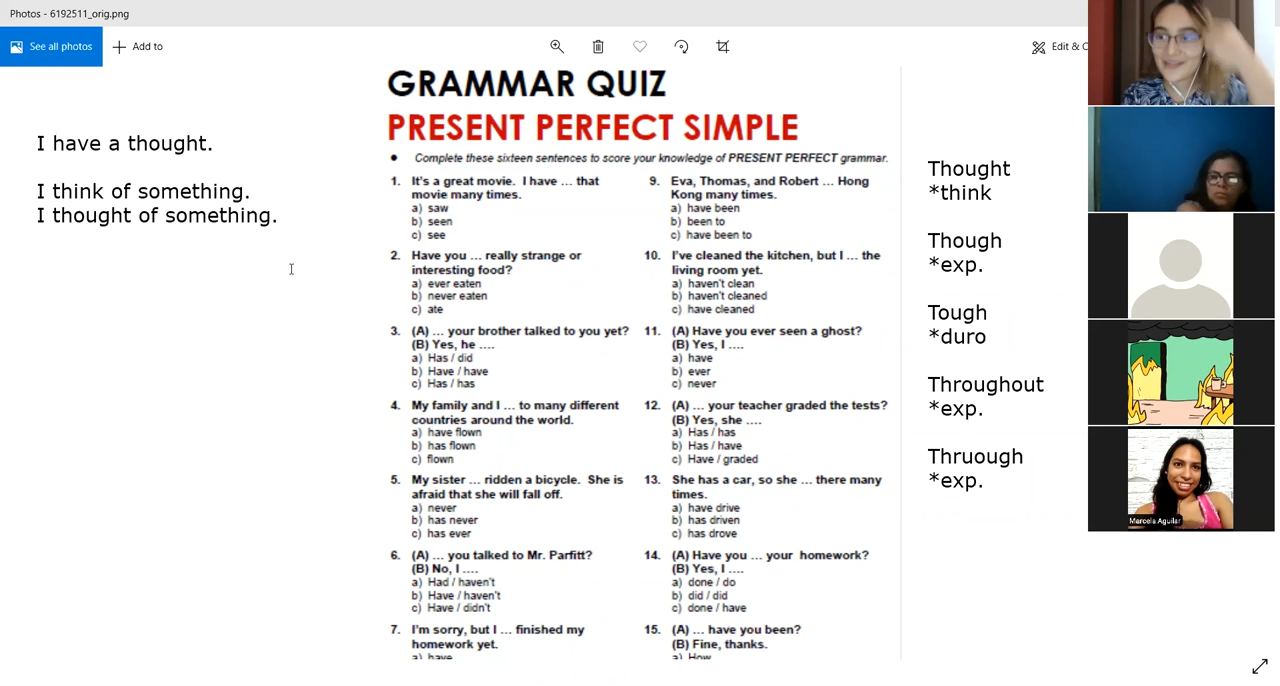 Photos - 6192511_orig.png
See all photos
Add to
Edit & C
I have a thought.
I think of something.
I thought of something.
GRAMMAR QUIZ
PRESENT PERFECT SIMPLE
• Complete these sixteen sentences to score your knowledge of PRESENT PERFECT grammar.
1. It's a great movie. I have ... that
movie many times.
a) saw
b) seen
c) see
2. Have you ... really strange or
interesting food?
a) ever eaten
b) never eaten
c) ate
3. (A) ... your brother talked to you yet?
(B) Yes, he ....
a) Has / did
b) Have / have
c) Has / has
4. My family and I ... to many different
countries around the world.
a) have flown
b) has flown
c) flown
5. My sister ... ridden a bicycle. She is
afraid that she will fall off.
a) never
b) has never
c) has ever
6. (A) ... you talked to Mr. Parfitt?
(B) No, I ....
a) Had / haven't
b) Have / haven't
c) Have / didn't
7. I'm sorry, but I ... finished my
homework yet.
a) have
9. Eva, Thomas, and Robert ... Hong
Kong many times.
a) have been
b) been to
c) have been to
10. I've cleaned the kitchen, but I ... the
living room yet.
a) haven't clean
b) haven't cleaned
c) have cleaned
11. (A) Have you ever seen a ghost?
(B) Yes, I ....
a) have
b) ever
c) never
12. (A) ... your teacher graded the tests?
(B) Yes, she ....
a) Has / has
b) Has / have
c) Have / graded
13. She has a car, so she ... there many
times.
a) have drive
b) has driven
c) has drove
14. (A) Have you ... your homework?
(B) Yes, I ....
a) done / do
b) did / did
c) done / have
15. (A) ... have you been?
(B) Fine, thanks.
a) How
Thought
*think
Though
*exp.
Tough
*duro
Throughout
*exp.
Thruough
*exp.
Marcela Aguilar